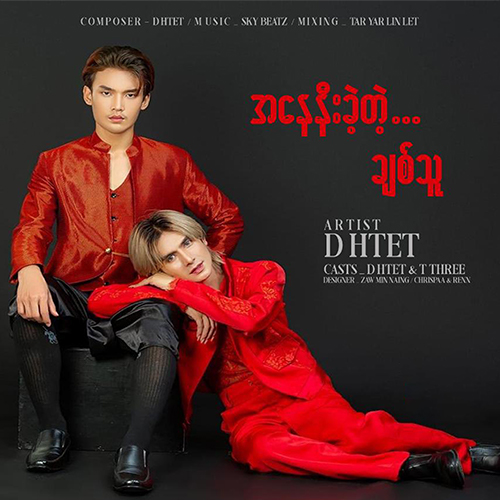 COMPOSER - D HTET / MUSIC _ SKY BEATZ / MIXING _ TAR YAR LIN LET
အနေနီးခဲ့တဲ့...
ချစ်သူ
ARTIST
D HTET
CASTS _ D HTET & T THREE
DESIGNER _ ZAW MIN NAING / CHRISPAA & RENN